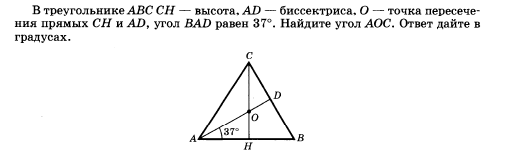 В треугольнике ABC CH — высота, AD — биссектриса, O — точка пересече-
ния прямых CH и AD, угол BAD равен 37°. Найдите угол AOC. Ответ дайте в
градусах.
C
D
O
37°
A
H
B